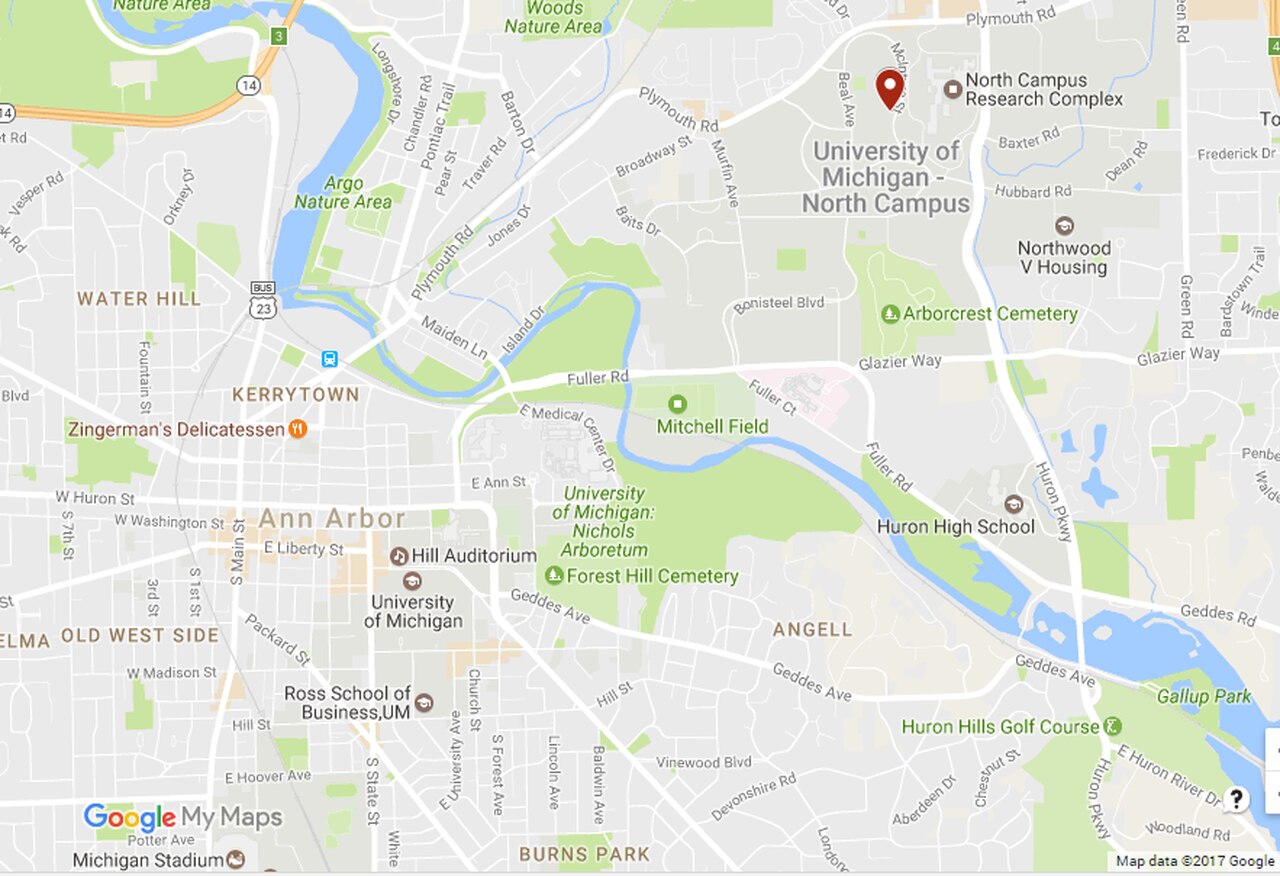 Nature Area
Woods
Nature Area
3
14
14
Longshore Dr
Chandler Rd
Pontiac Trail
Pear St
Traver Rd
Barton Dr
Plymouth Rd
Plymouth Rd
Broadway St
Murfin Ave
Beal Ave
North Campus
Research Complex
University of
Michigan -
North Campus
Baxter Rd
Dean Rd
Hubbard Rd
Frederick Dr
Green Rd
Northwood
V Housing
Vesper Rd
Orkney Dr
Argo
Nature Area
Jones Dr
Baits Dr
Plymouth Rd
Bardstown Trail
WATER HILL
BUS
23
Island Dr
Maiden Ln
Bonisteel Blvd
Arborcrest Cemetery
Glazier Way
Glazier Way
Fountain St
Blvd
KERRYTOWN
Fuller Rd
Fuller Ct
Mitchell Field
Zingerman's Delicatessen
E Medical Center Dr
Fuller Rd
Huron Pkwy
E Ann St
W Huron St
W Washington St
S 7th St
Ann Arbor
University
of Michigan:
Nichols
Arboretum
Huron High School
S Main St
E Liberty St
Hill Auditorium
Forest Hill Cemetery
University
of Michigan
Geddes Ave
3rd St
S 1st St
OLD WEST SIDE
Packard St
ANGELL
Geddes Rd
W Madison St
Geddes Ave
Geddes Ave
Gallup Park
Ross School of
Business,UM
Church St
Hill St
Hill St
Huron Hills Golf Course
E University Ave
S Forest Ave
Lincoln Ave
Baldwin Ave
Vinewood Blvd
Devonshire Rd
Aberdeen Dr
Chestnut St
Huron Pkwy
E Huron River Dr
E Hoover Ave
S State St
White
London
Woodland Rd
?
Google My Maps
Potter Ave
Michigan Stadium
BURNS PARK
Map data ©2017 Google